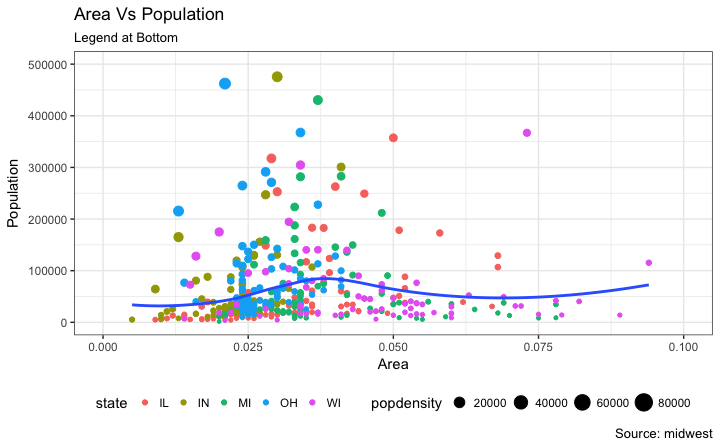 Area Vs Population
Legend at Bottom
500000
400000
300000
200000
100000
0
Population
0.000 0.025 0.050 0.075 0.100
Area
state IL IN MI OH WI popdensity 20000 40000 60000 80000
Source: midwest